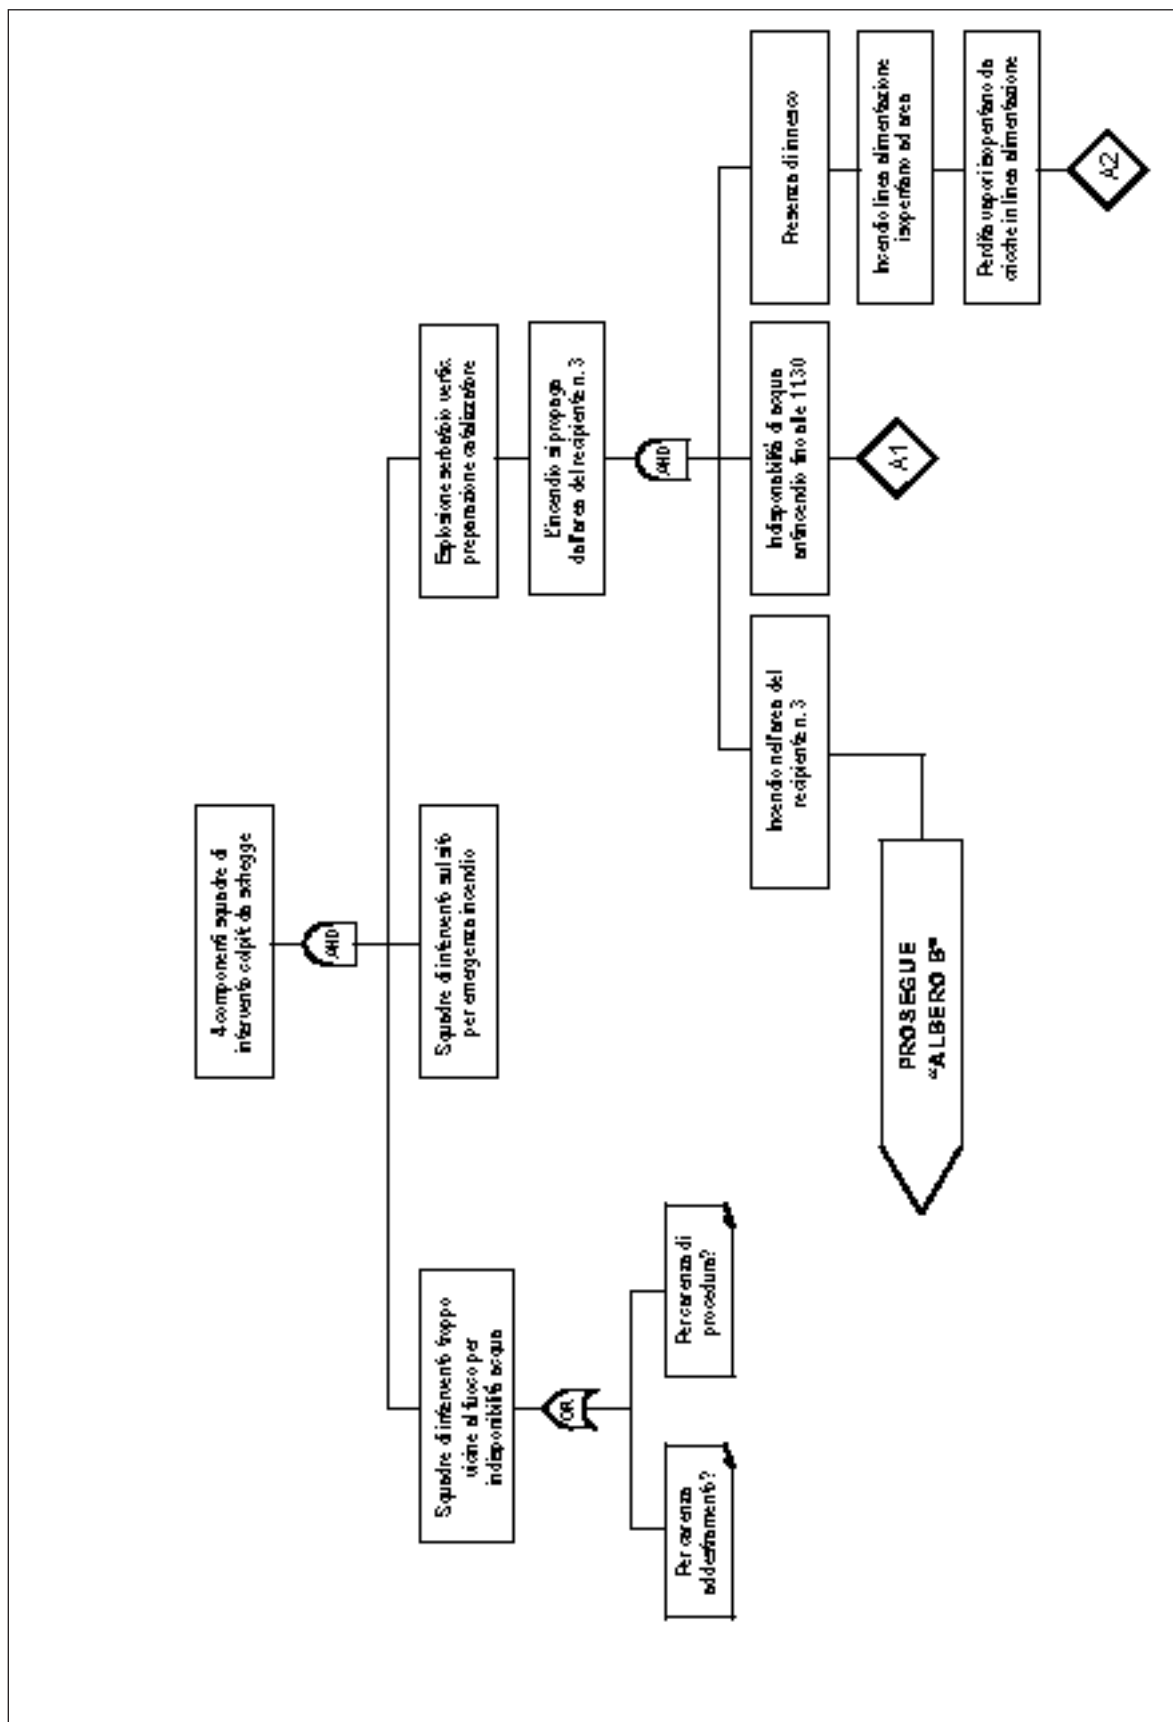 4 componenti squadre di
intervento colpiti da schegge
AND
Squadre di intervento troppo
vicine al fuoco per
indisponibilità acqua
Squadre di intervento sul sito
per emergenza incendio
Esplosione serbatoio vertic.
preparazione catalizzatore
OR
L'incendio si propaga
dall'area del recipiente n. 3
Per carenza
addestramento?
Per carenza di
procedura?
AND
Incendio nell'area del
recipiente n. 3
Indisponabilità di acqua
antincendio fino alle 11.30
Presenza di innesco
PROSEGUE
"ALBERO B"
A1
Incendio linea alimentazione
isopentano ad area
Perdita vapori isopentano da
cricche in linea alimentazione
A2